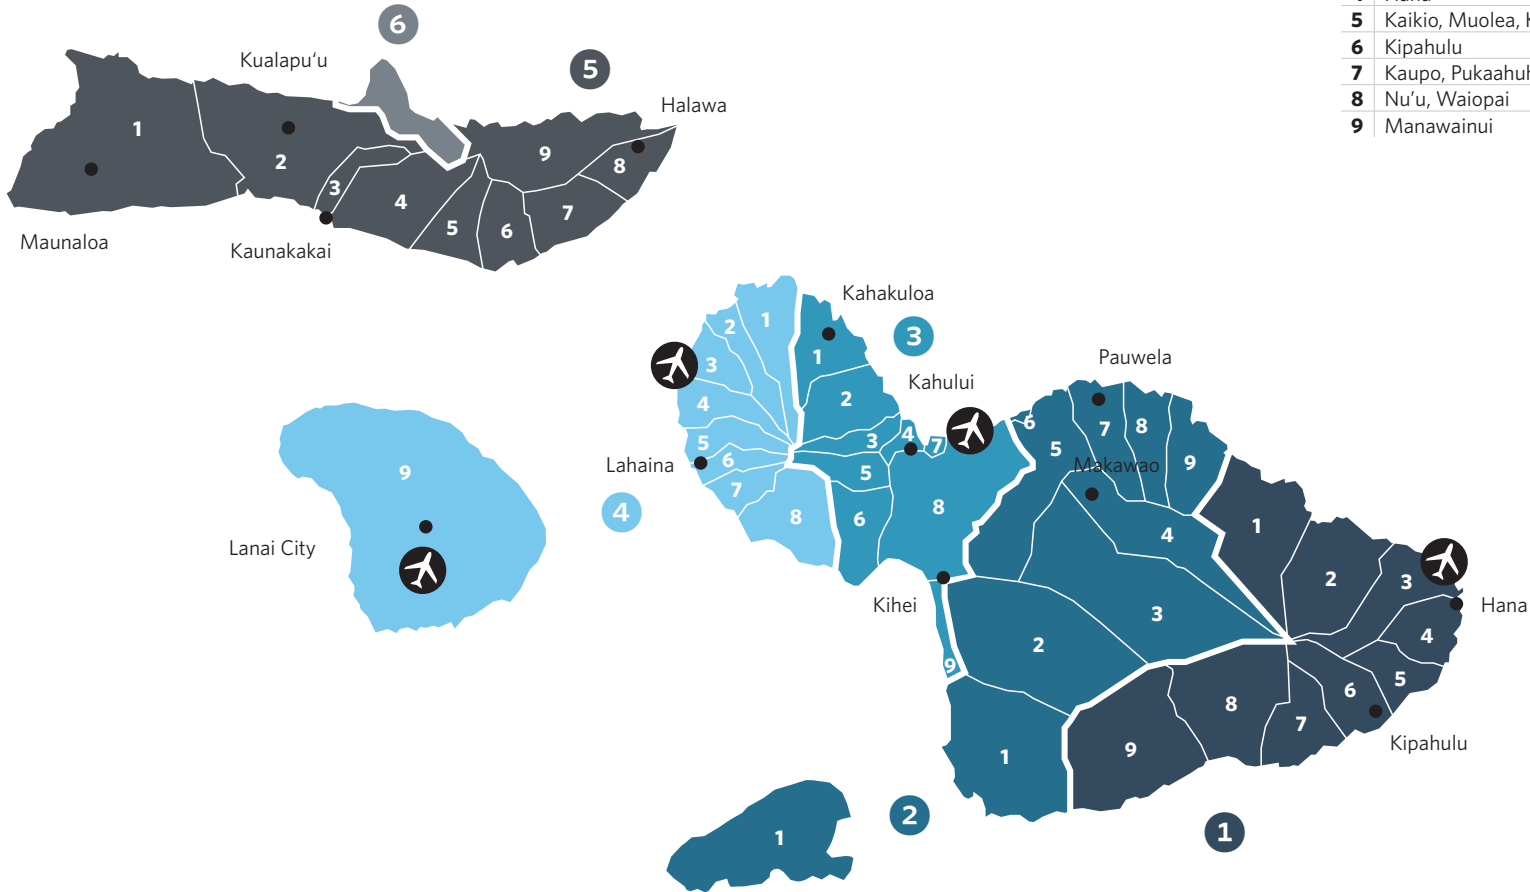 5 Kaikio, Muolea,
6 Kipahulu
7 Kaupo,
8 Nu'u, Waiopai
9 Manawainui
6
Kualapu‘u
5
Halawa
1
2
3
4
5
6
7
8
9
Maunaloa
Kaunakakai
Kahakuloa
3
Kahului
Pauwela
1
2
3
4
5
6
7
8
1
2
3
4
7
5
6
8
9
6
5
7
8
9
Makawao
4
3
2
1
Lahaina
4
9
Lanai City
Kihei
1
2
3
Hana
4
5
6
7
8
9
Kipahulu
1
2
1